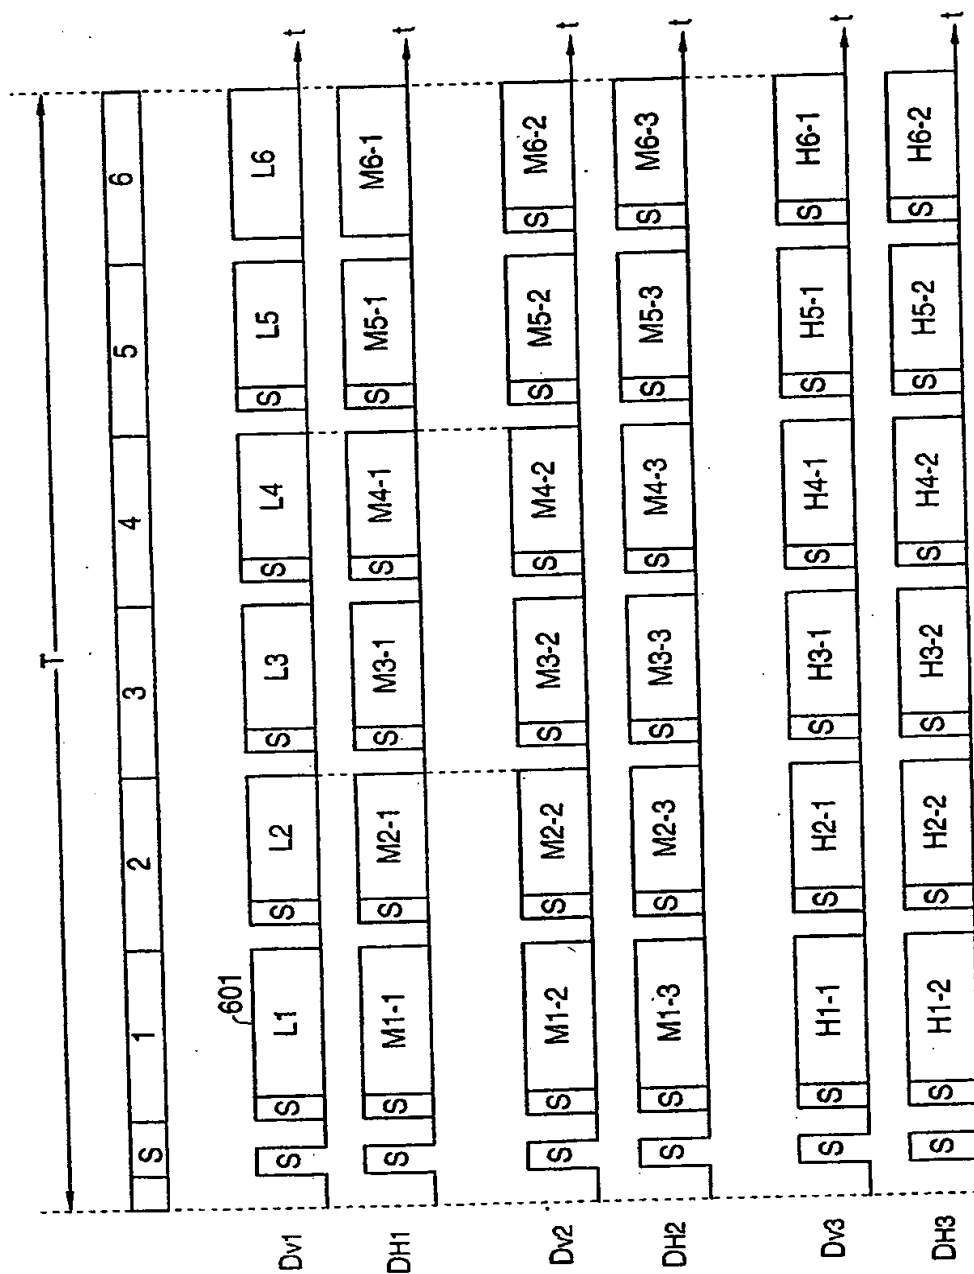 T
S 1 2 3 4 5 6
601
Dv1 S S L1 S L2 S L3 S L4 S L5 L6 t
DH1 S S M1-1 S M2-1 S M3-1 S M4-1 S M5-1 M6-1 t
Dv2 S S M1-2 S M2-2 S M3-2 S M4-2 S M5-2 S M6-2 t
DH2 S S M1-3 S M2-3 S M3-3 S M4-3 S M5-3 S M6-3 t
Dv3 S S H1-1 S H2-1 S H3-1 S H4-1 S H5-1 S H6-1 t
DH3 S S H1-2 S H2-2 S H3-2 S H4-2 S H5-2 S H6-2 t